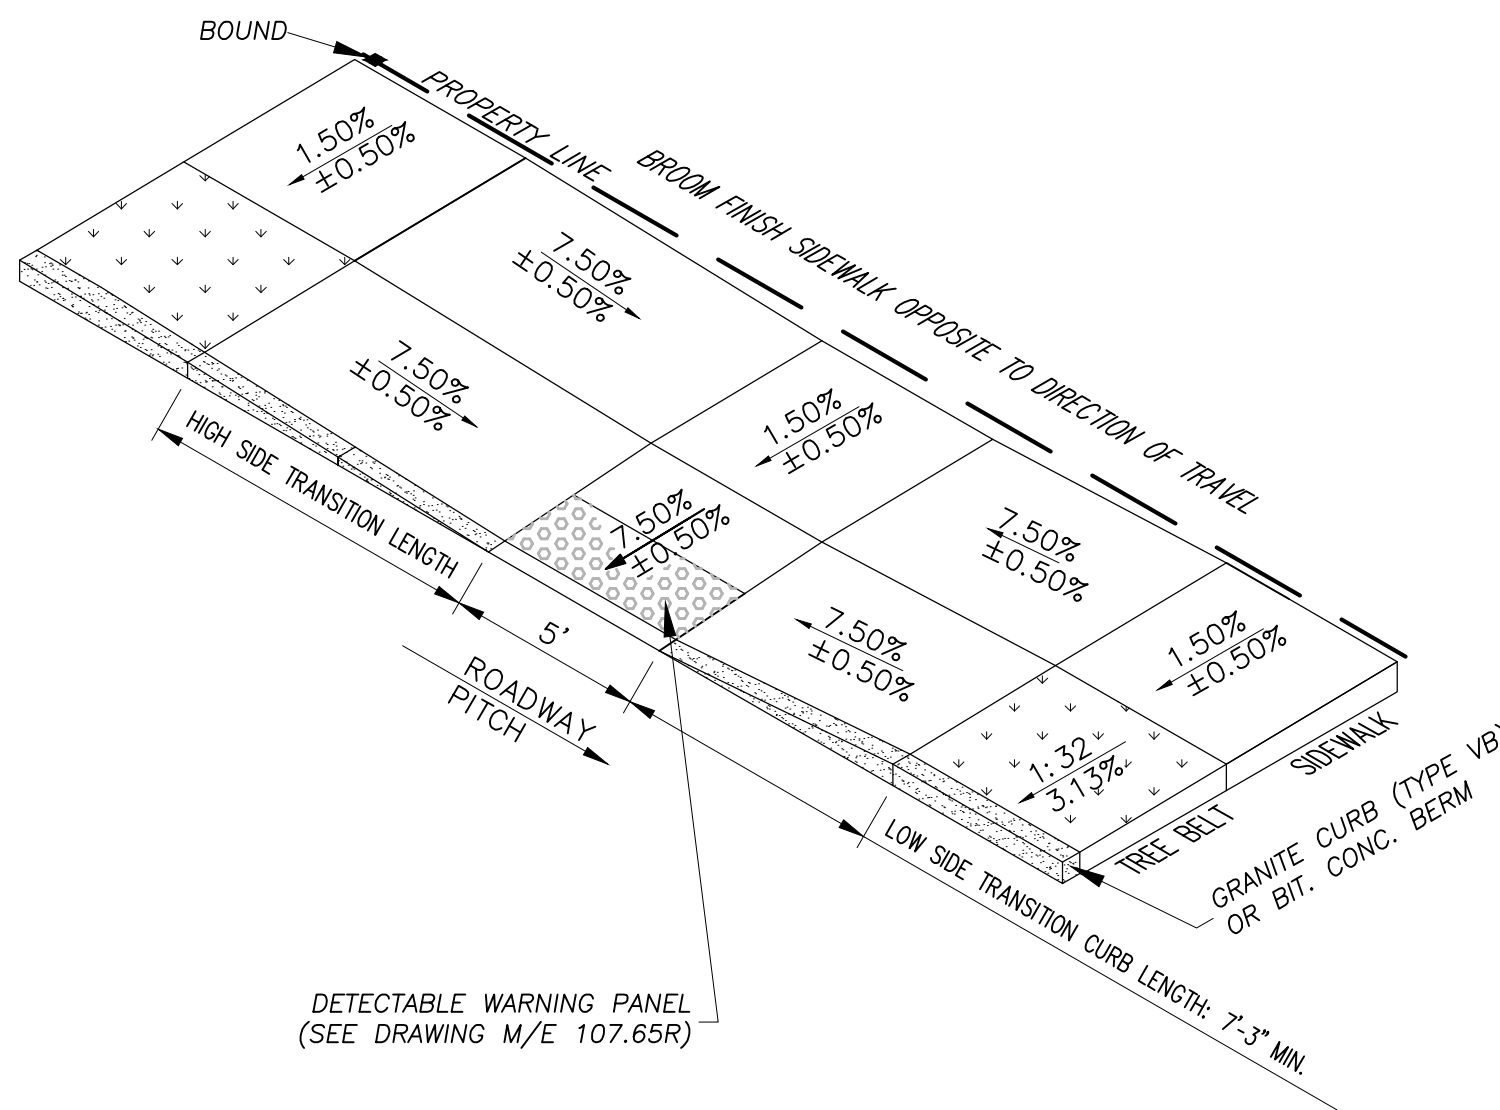 BOUND
PROPERTY LINE
BROOM FINISH SIDEWALK OPPOSITE TO DIRECTION OF TRAVEL
1.50%
±0.50%
7.50%
±0.50%
7.50%
±0.50%
1.50%
±0.50%
7.50%
±0.50%
7.50%
±0.50%
7.50%
±0.50%
1.50%
±0.50%
1:32
3.13%
HIGH SIDE TRANSITION LENGTH
5'
ROADWAY
PITCH
LOW SIDE TRANSITION CURB LENGTH: 7'-3" MIN.
TREE BELT
SIDEWALK
GRANITE CURB (TYPE VB)
OR BIT. CONC. BERM
DETECTABLE WARNING PANEL
(SEE DRAWING M/E 107.65R)